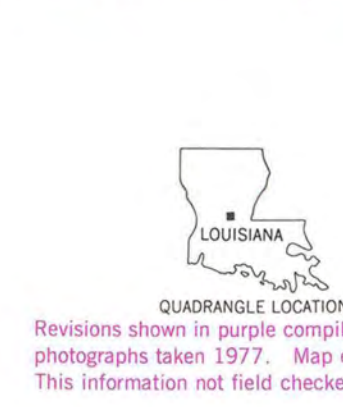 LOUISIANA
QUADRANGLE LOCATION
Revisions shown in purple compil
photographs taken 1977. Map
This information not field checke